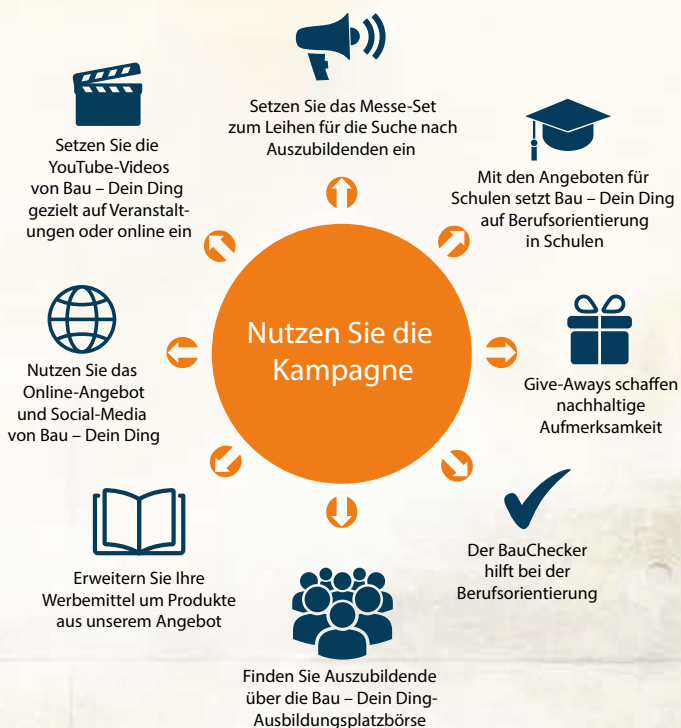 Setzen Sie das Messe-Set
zum Leihen für die Suche nach
Auszubildenden ein
Mit den Angeboten für
Schulen setzt Bau – Dein Ding
auf Berufsorientierung
in Schulen
Give-Aways schaffen
nachhaltige
Aufmerksamkeit
Der BauChecker
hilft bei der
Berufsorientierung
Finden Sie Auszubildende
über die Bau – Dein Ding-
Ausbildungsplatzbörse
Erweitern Sie Ihre
Werbemittel um Produkte
aus unserem Angebot
Nutzen Sie das
Online-Angebot
und Social-Media
von Bau – Dein Ding
Setzen Sie die
YouTube-Videos
von Bau – Dein Ding
gezielt auf Veranstalt-
ungen oder online ein
Nutzen Sie die
Kampagne